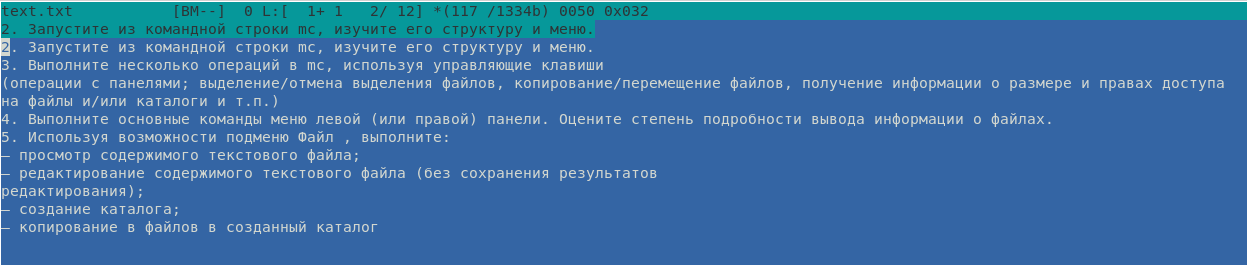 text.txt [BM--] 0 L:[ 1+ 1 2/ 12] *(117 /1334b) 0050 0x032
2. Запустите из командной строки mc, изучите его структуру и меню.
2. Запустите из командной строки mc, изучите его структуру и меню.
3. Выполните несколько операций в mc, используя управляющие клавиши
(операции с панелями; выделение/отмена выделения файлов, копирование/перемещение файлов, получение информации о размере и правах доступа
на файлы и/или каталоги и т.п.)
4. Выполните основные команды меню левой (или правой) панели. Оцените степень подробности вывода информации о файлах.
5. Используя возможности подменю Файл , выполните:
– просмотр содержимого текстового файла;
– редактирование содержимого текстового файла (без сохранения результатов
редактирования);
– создание каталога;
– копирование в файлов в созданный каталог